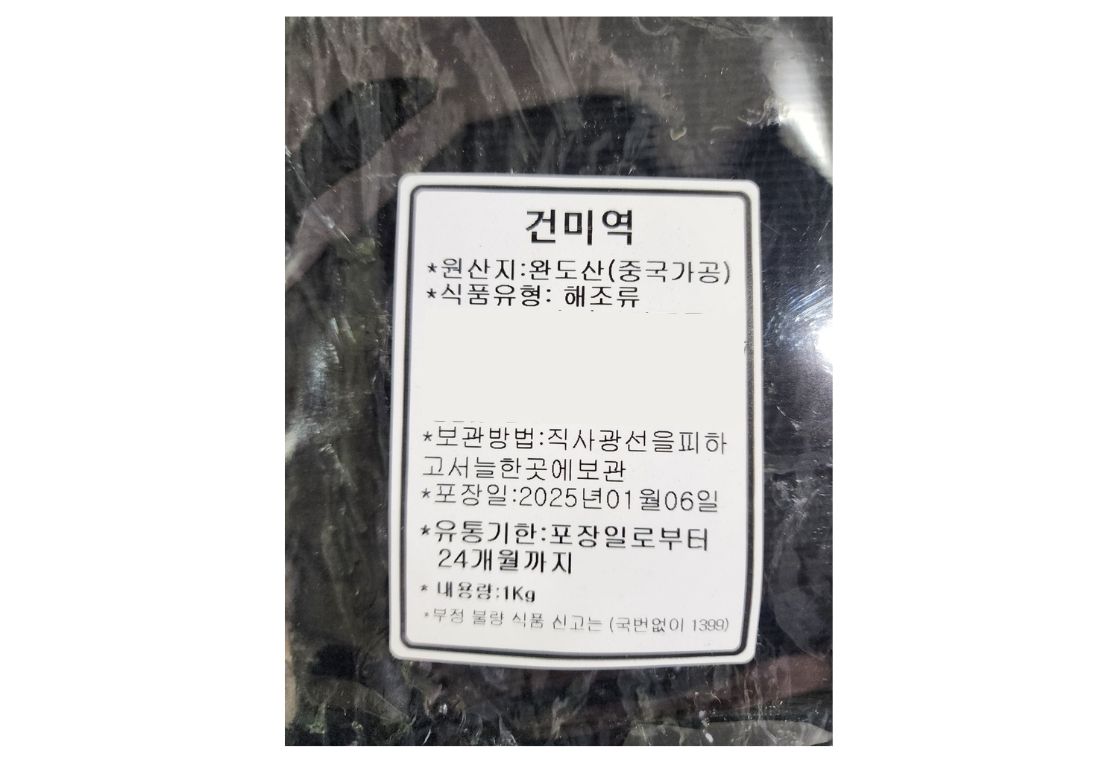 건미역
*원산지:완도산(중국가공)
*식품유형: 해조류
*보관방법:직사광선을피하
고서늘한곳에보관
*포장일:2025년01월06일
*유통기한:포장일로부터
24개월까지
* 내용량:1Kg
*부정 불량 식품 신고는 (국번없이 1399)